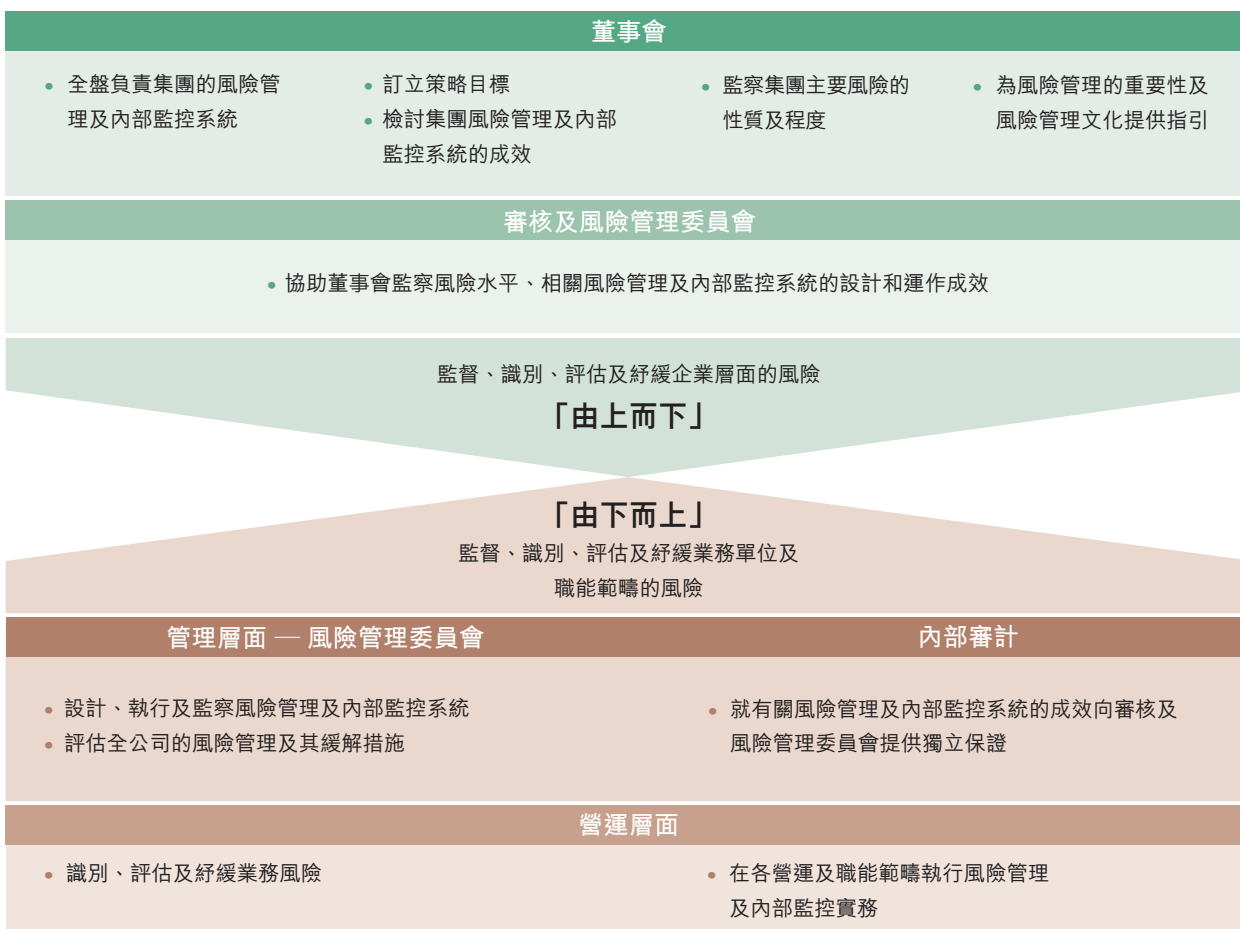 董事會
• 全盤負責集團的風險管
理及內部監控系統
• 訂立策略目標
• 檢討集團風險管理及內部
監控系統的成效
• 監察集團主要風險的
性質及程度
• 為風險管理的重要性及
風險管理文化提供指引
審核及風險管理委員會
• 協助董事會監察風險水平、相關風險管理及內部監控系統的設計和運作成效
監督、識別、評估及紓緩企業層面的風險
「由上而下」
「由下而上」
監督、識別、評估及紓緩業務單位及
職能範疇的風險
管理層面 — 風險管理委員會
• 設計、執行及監察風險管理及內部監控系統
• 評估全公司的風險管理及其緩解措施
內部審計
• 就有關風險管理及內部監控系統的成效向審核及
風險管理委員會提供獨立保證
營運層面
• 識別、評估及紓緩業務風險
• 在各營運及職能範疇執行風險管理
及內部監控實務